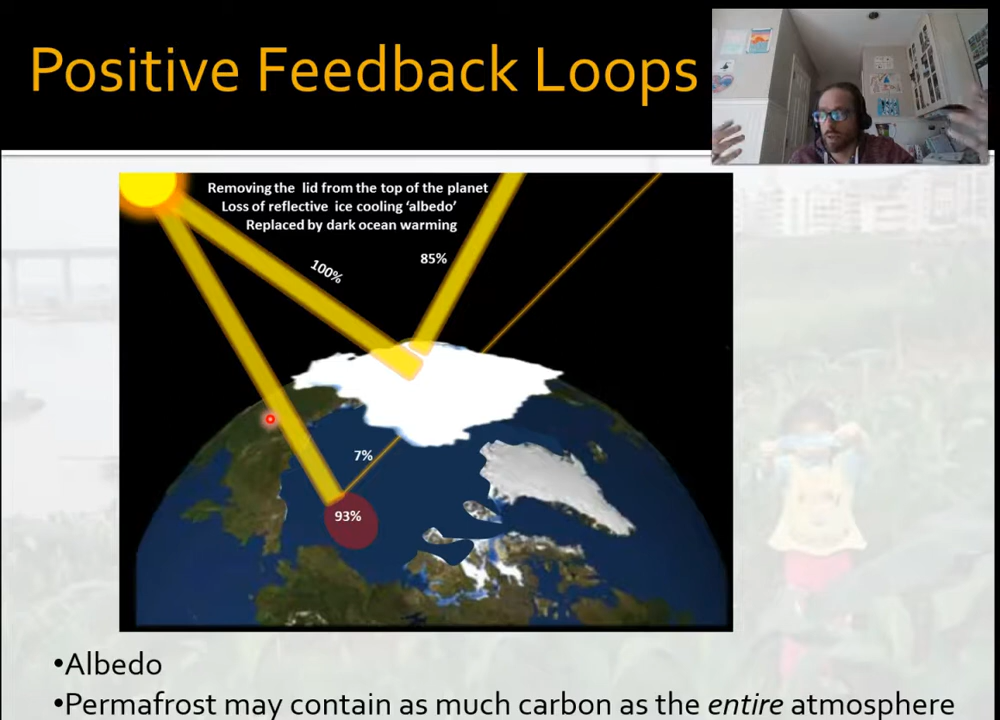 Positive Feedback Loops
Removing the lid from the top of the planet
Loss of reflective ice cooling ‘albedo’
Replaced by dark ocean warming
100%
85%
7%
93%
•Albedo
•Permafrost may contain as much carbon as the entire atmosphere